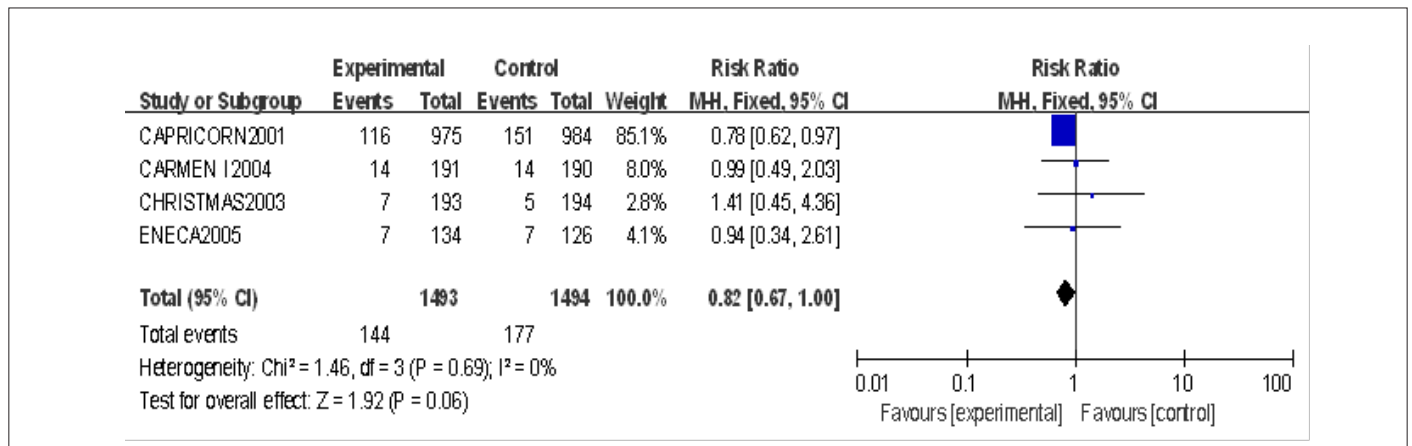 Experimental Control Risk Ratio Risk Ratio
Study or Subgroup Events Total Events Total Weight M-H, Fixed, 95% CI M-H, Fixed, 95% CI
CAPRICORN2001 116 975 151 984 85.1% 0.78 [0.62, 0.97]
CARMEN I2004 14 191 14 190 8.0% 0.99 [0.49, 2.03]
CHRISTMAS2003 7 193 5 194 2.8% 1.41 [0.45, 4.36]
ENECA2005 7 134 7 126 4.1% 0.94 [0.34, 2.61]
Total (95% CI) 1493 1494 100.0% 0.82 [0.67, 1.00]
Total events 144 177
Heterogeneity: Chi² = 1.46, df = 3 (P = 0.69); I² = 0%
Test for overall effect: Z = 1.92 (P = 0.06)
0.01 0.1 1 10 100
Favours [experimental] Favours [control]